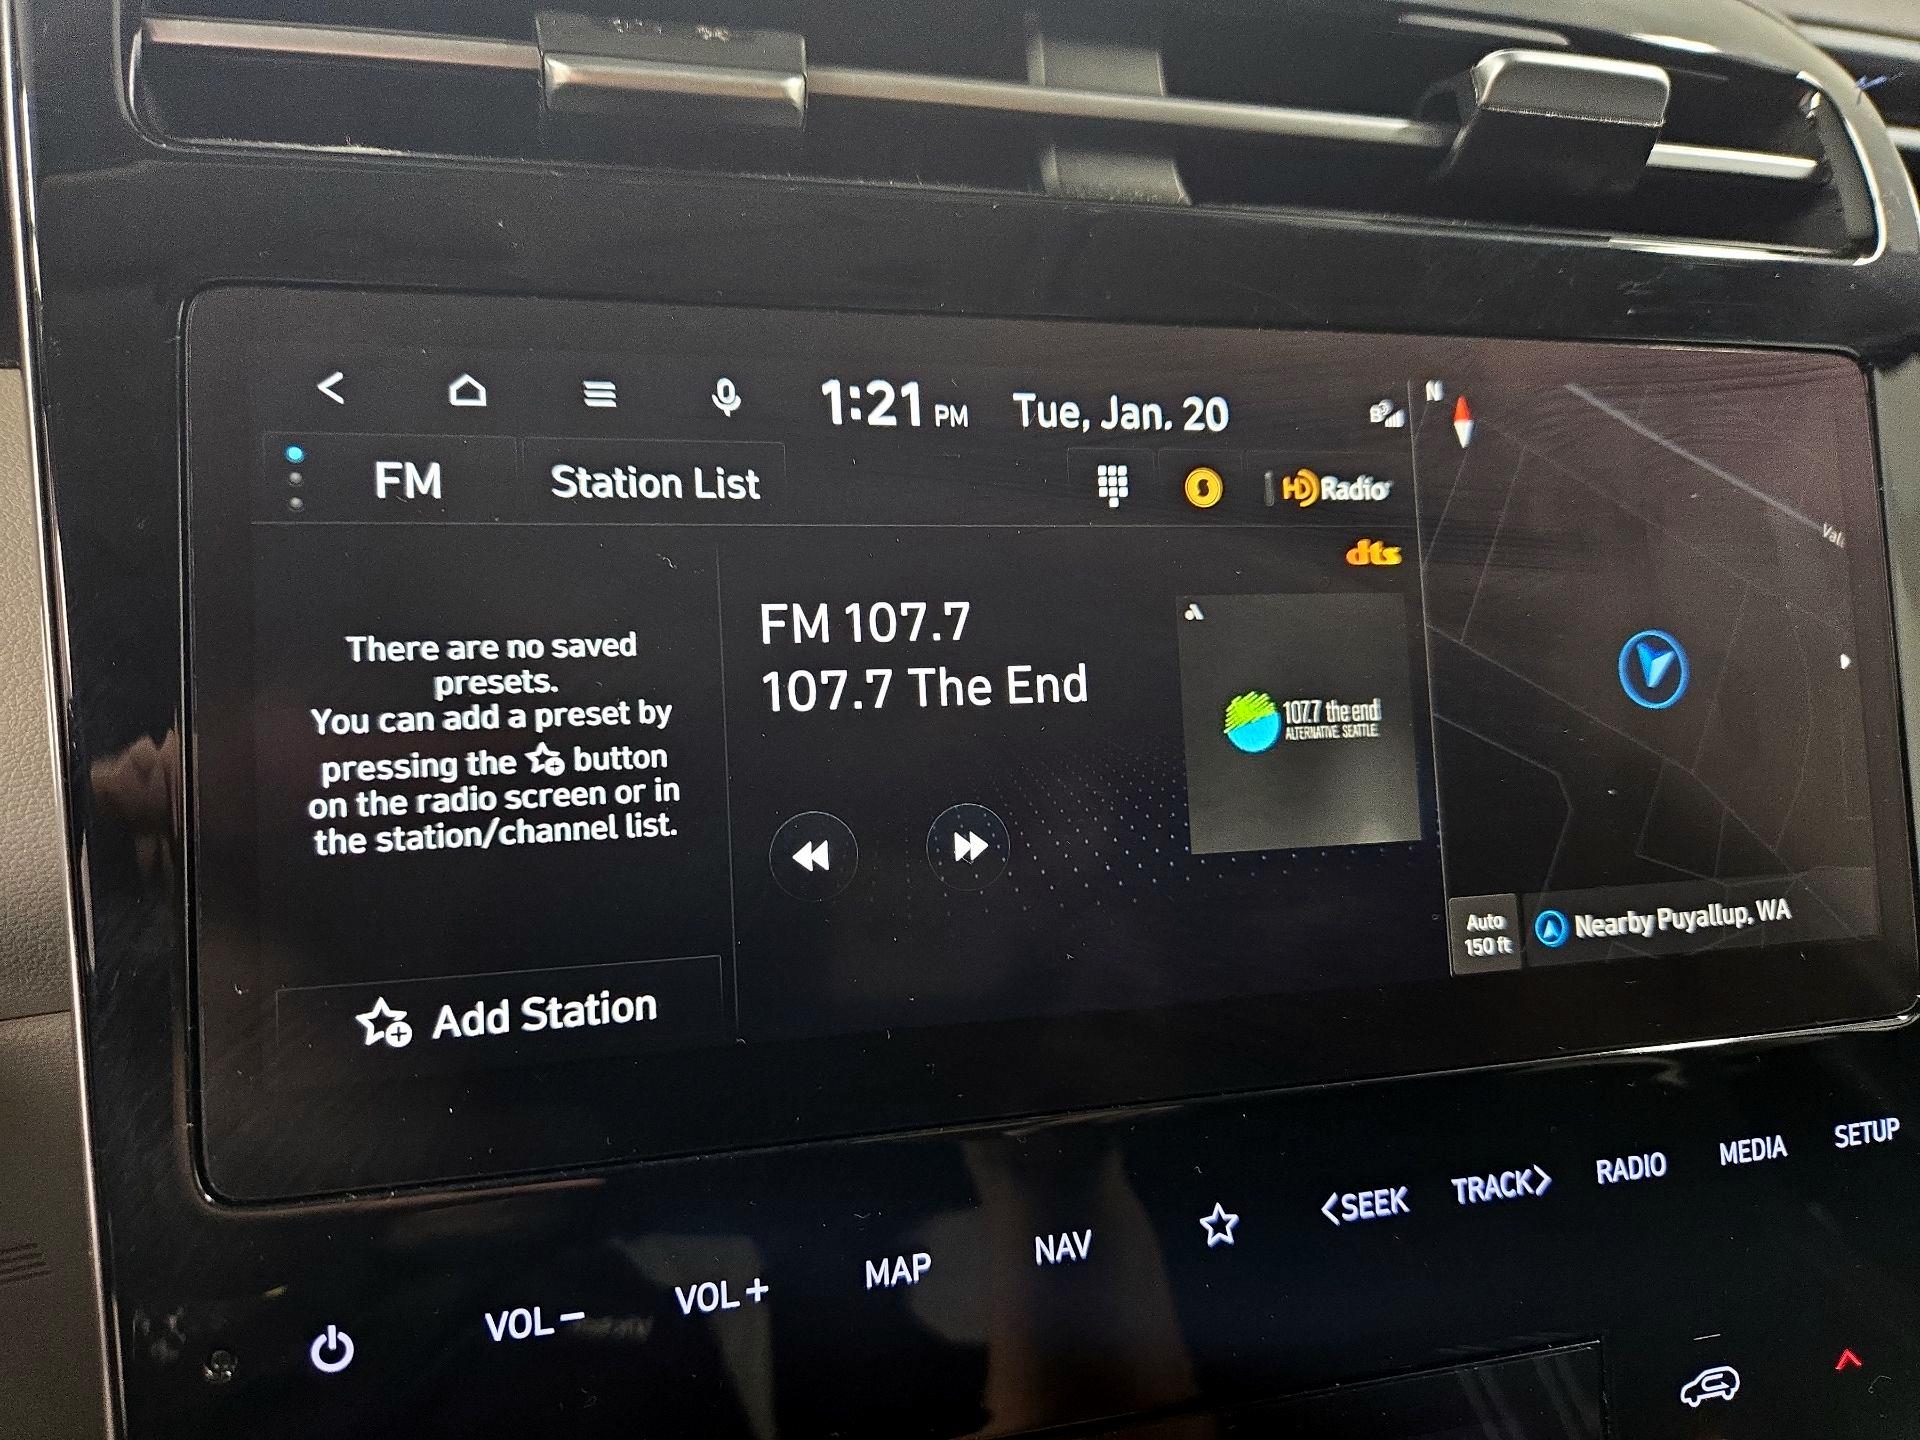 1:21 PM Tue, Jan. 20
N
FM Station List
HD Radio
dts
There are no saved
presets.
You can add a preset by
pressing the button
on the radio screen or in
the station/channel list.
Add Station
FM 107.7
107.7 The End
107.7 the end
ALTERNATIVE. SEATTLE.
Auto
150 ft
Nearby Puyallup, WA
VOL – VOL + MAP NAV <SEEK TRACK> RADIO MEDIA SETUP